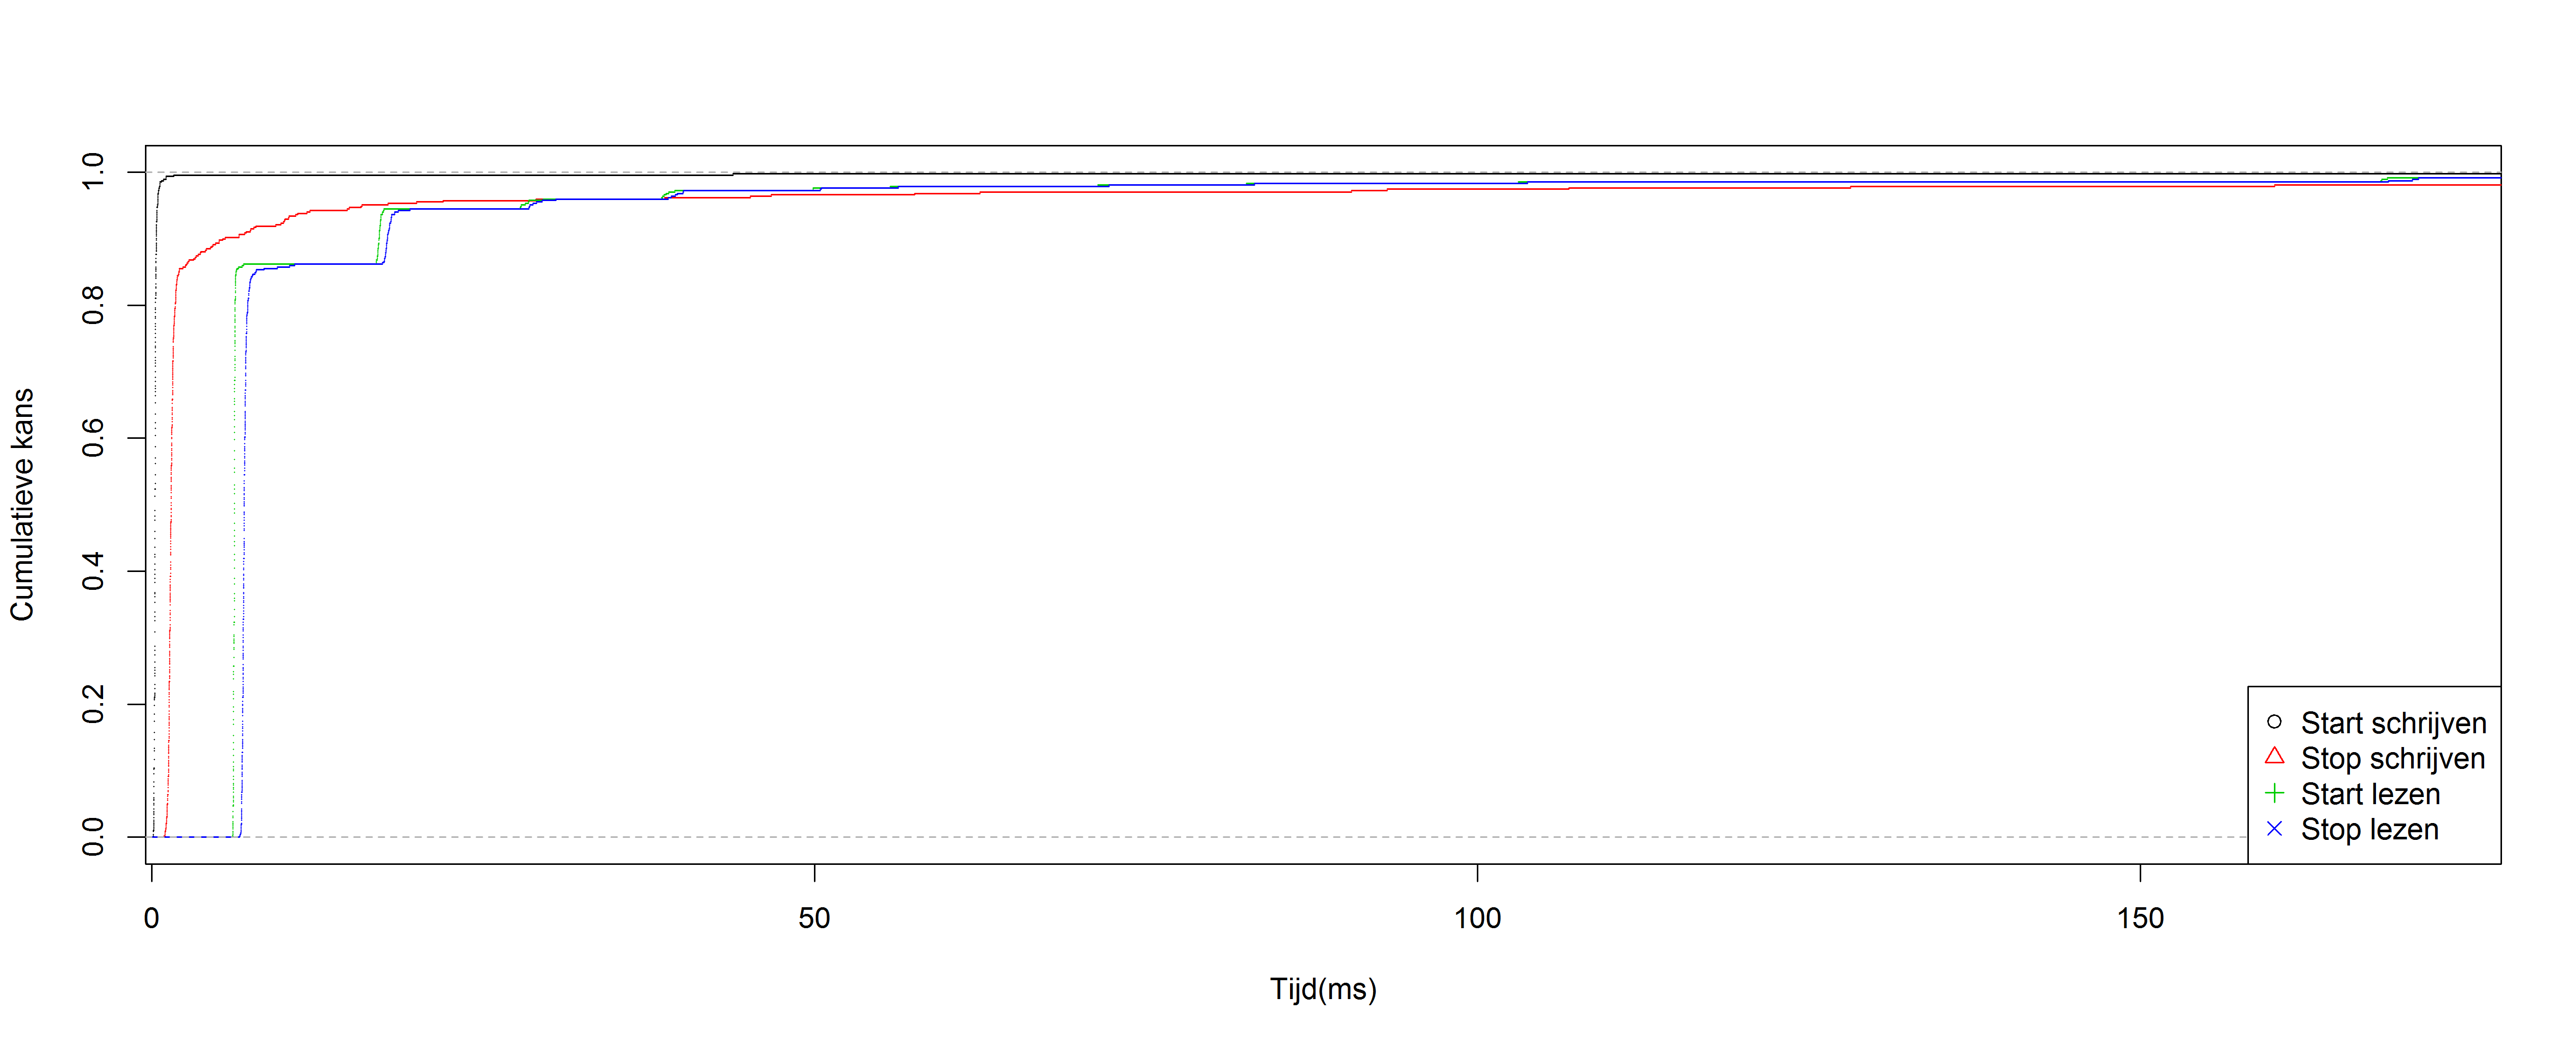 1.0
0.8
0.6
0.4
0.2
0.0
Cumulatieve kans
0 50 100 150
Tijd(ms)
Start schrijven
Stop schrijven
Start lezen
Stop lezen